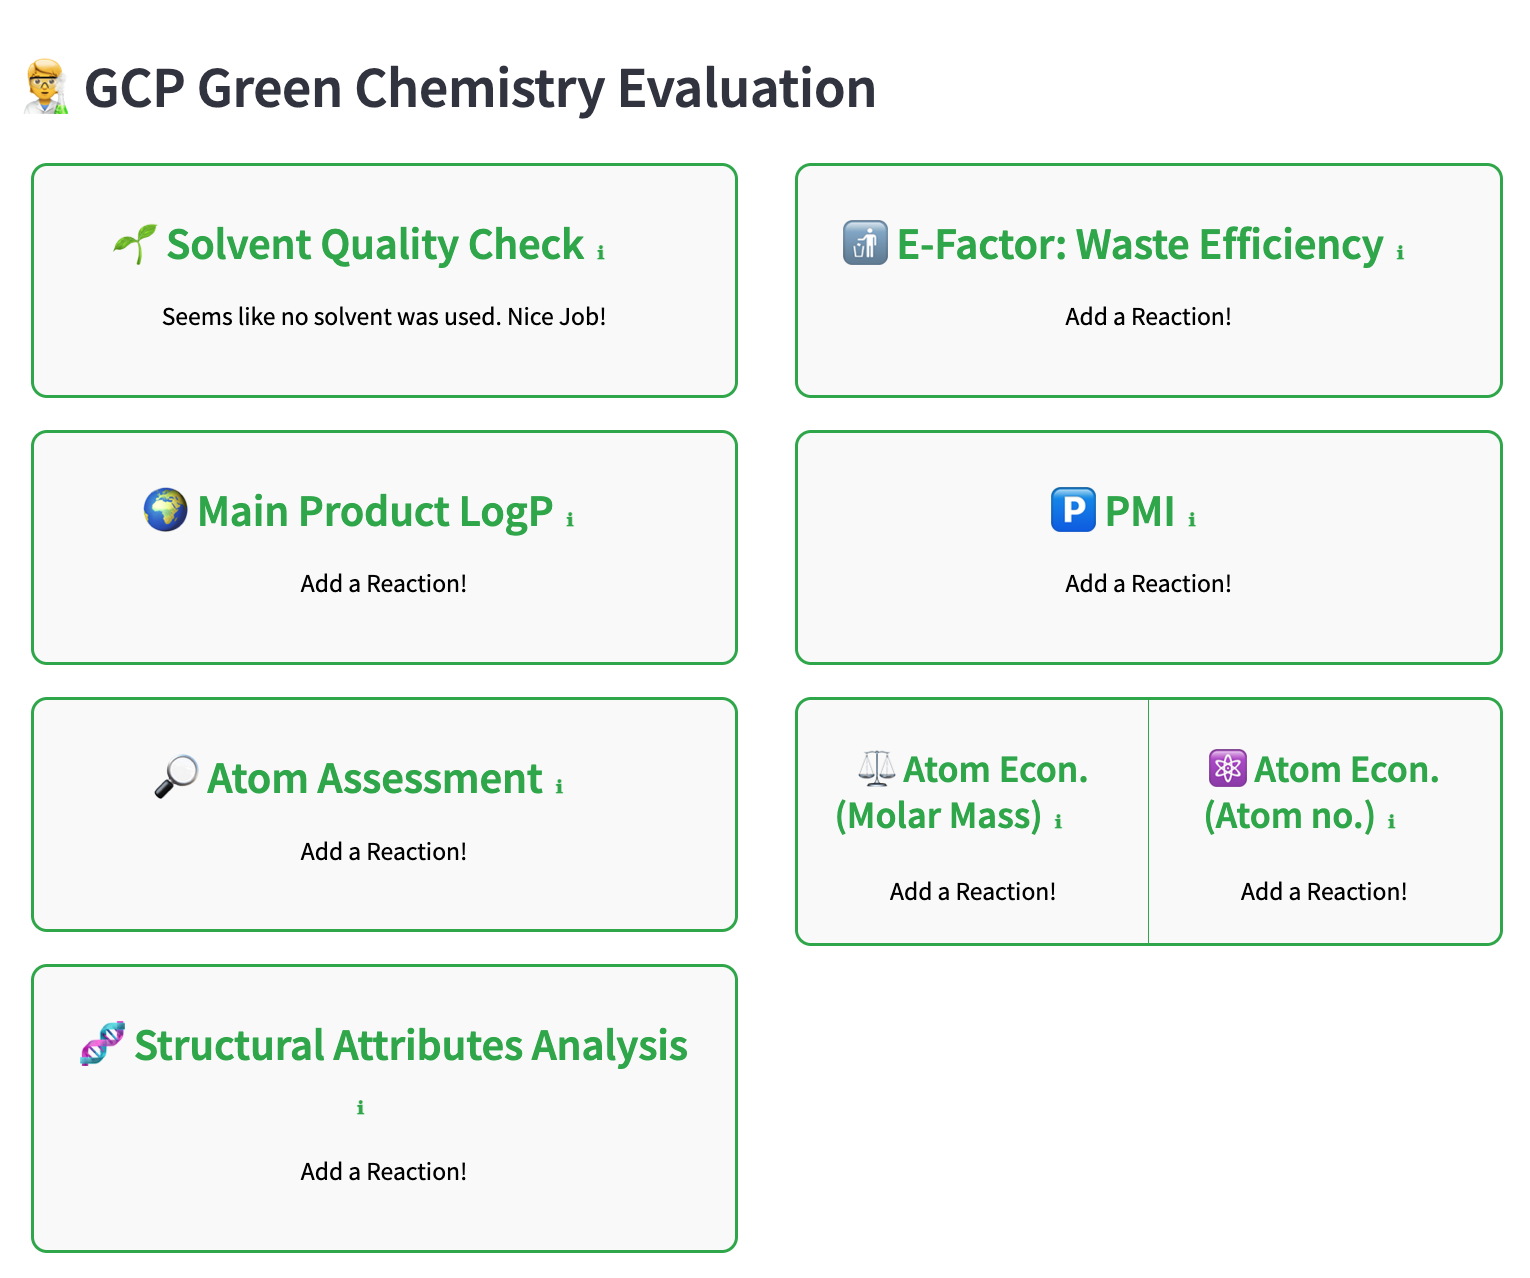 GCP Green Chemistry Evaluation
Solvent Quality Check i
Seems like no solvent was used. Nice Job!
E-Factor: Waste Efficiency i
Add a Reaction!
Main Product LogP i
Add a Reaction!
P PMI i
Add a Reaction!
Atom Assessment i
Add a Reaction!
Atom Econ.
(Molar Mass) i
Add a Reaction!
Atom Econ.
(Atom no.) i
Add a Reaction!
Structural Attributes Analysis
i
Add a Reaction!